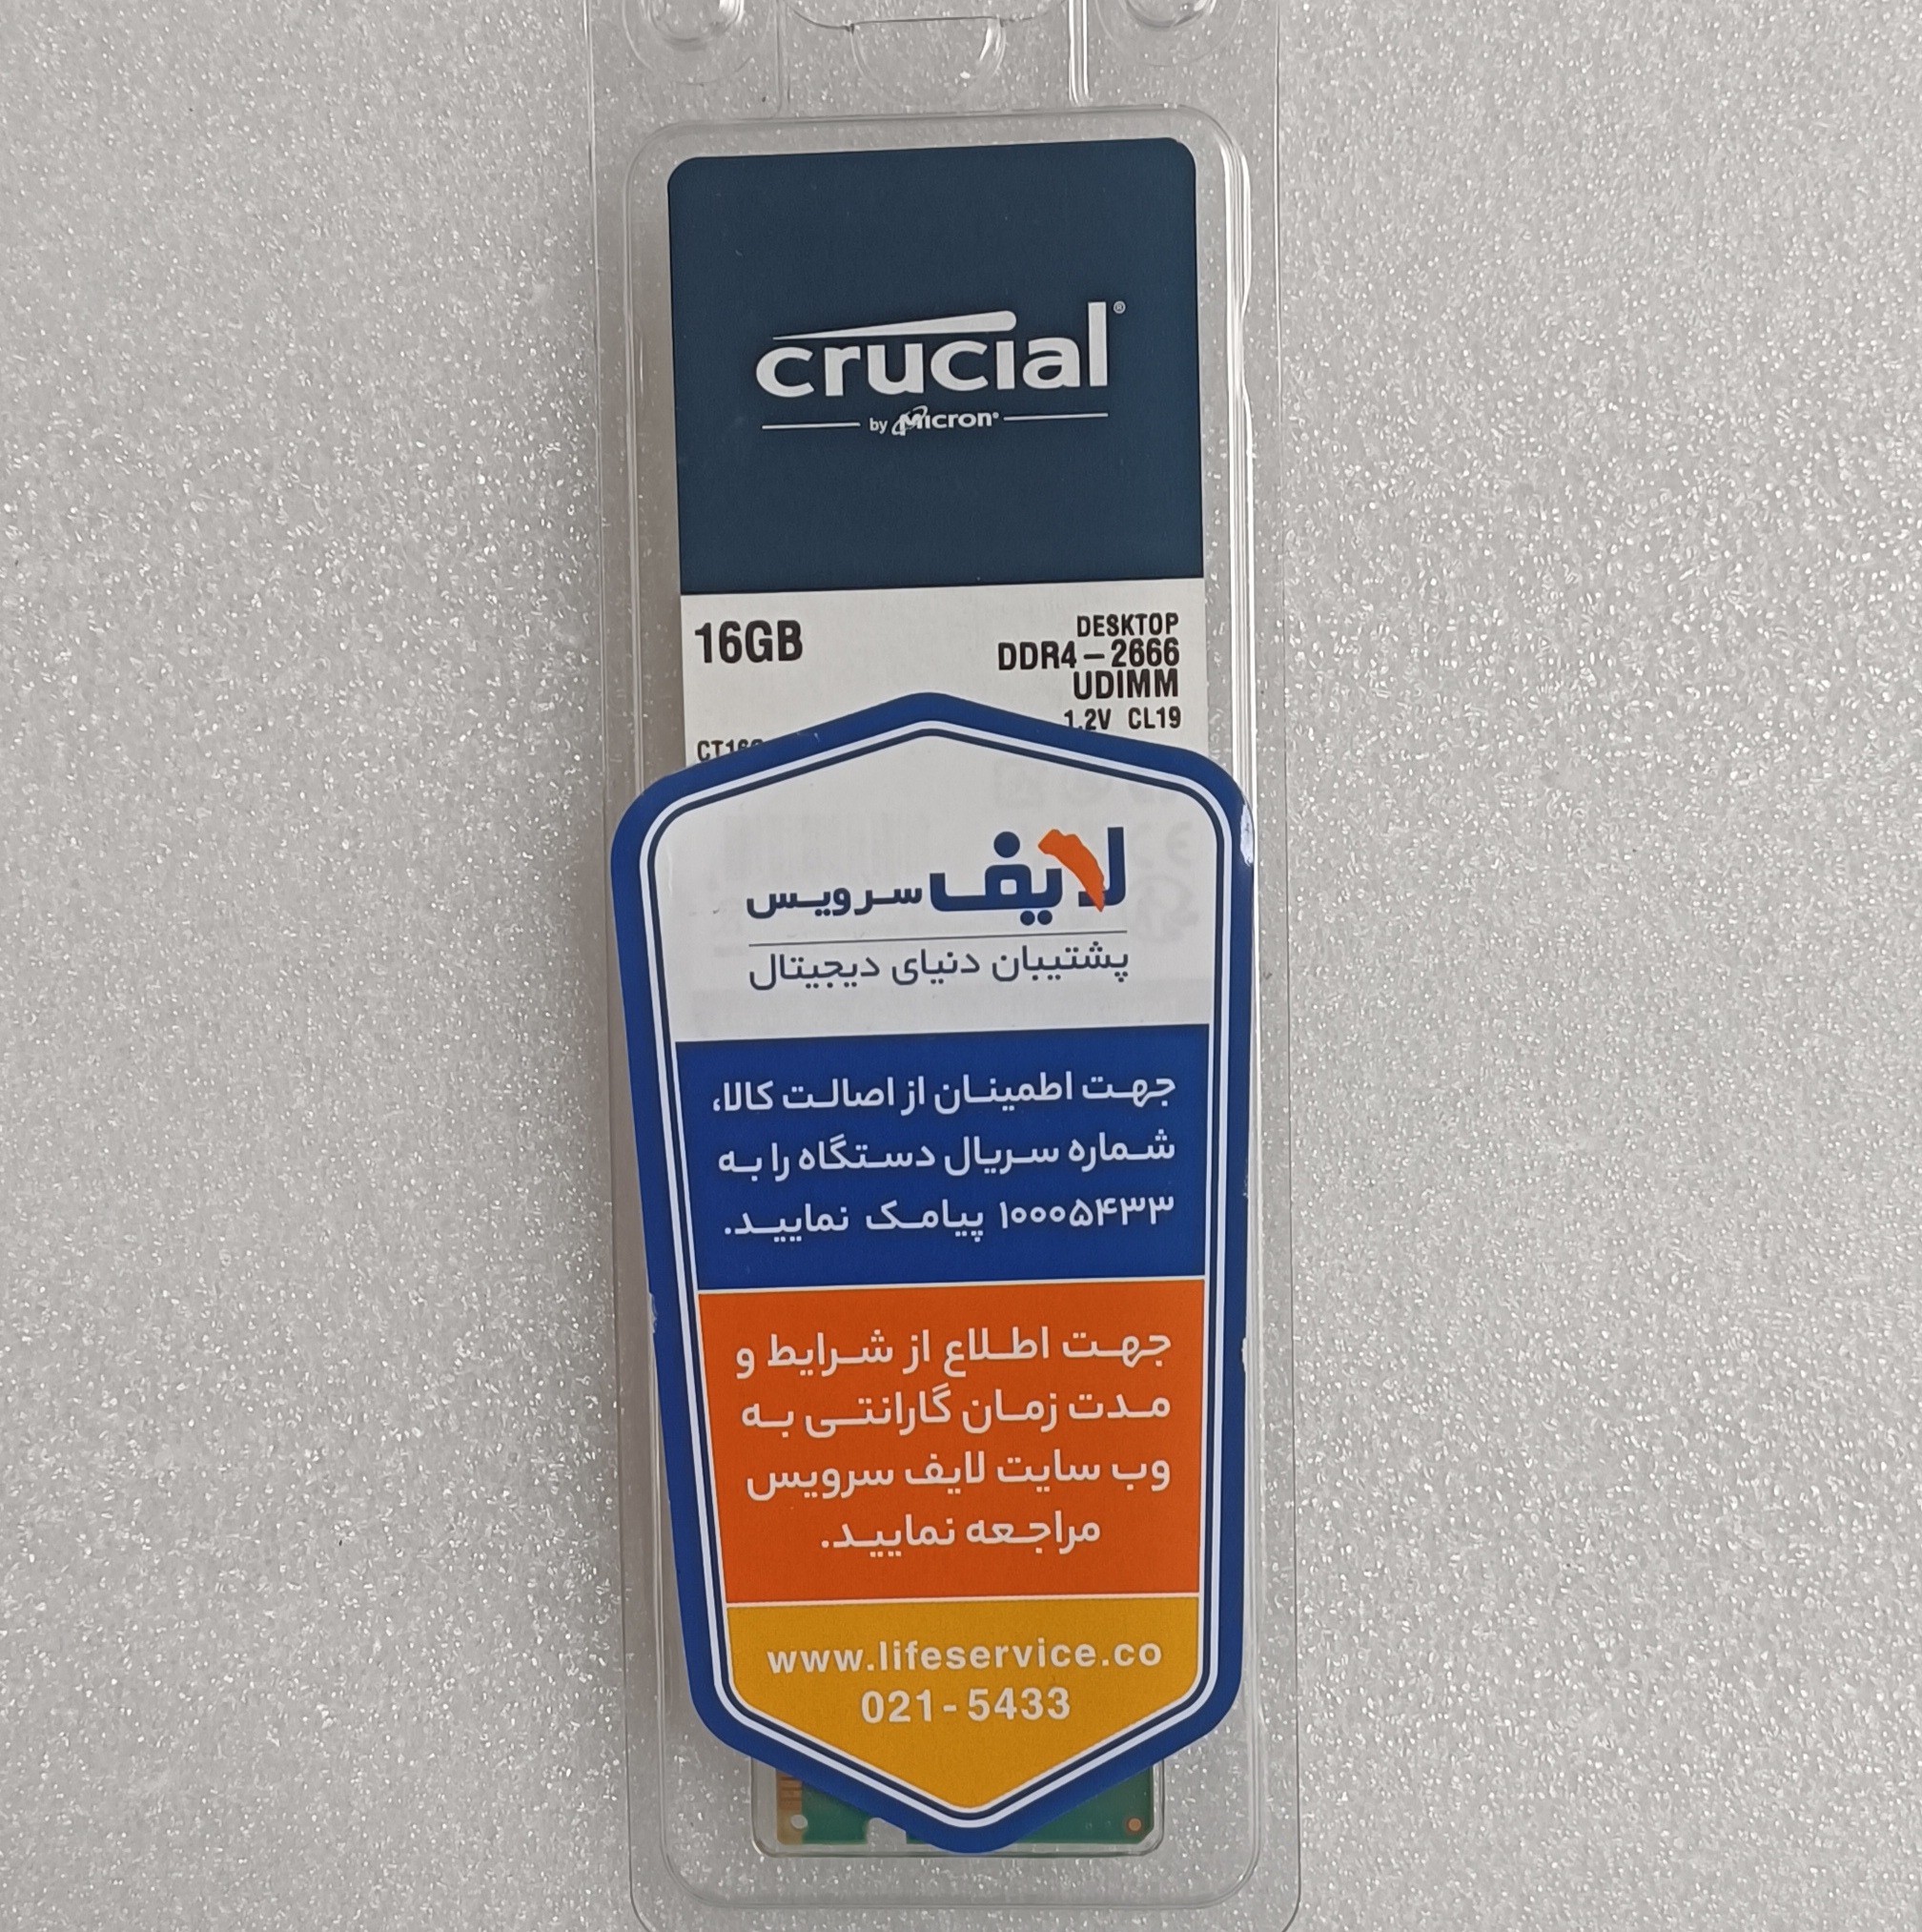 crucial®
by Micron®
16GB
DESKTOP
DDR4-2666
UDIMM
1.2V CL19
لایف سرویس
پشتیبان دنیای دیجیتال
جهت اطمینان از اصالت کالا،
شماره سریال دستگاه را به
۱۰۰۰۵۴۳۳ پیامک نمایید.
جهت اطلاع از شرایط و
مدت زمان گارانتی به
وب سایت لایف سرویس
مراجعه نمایید.
www.lifeservice.co
021-5433